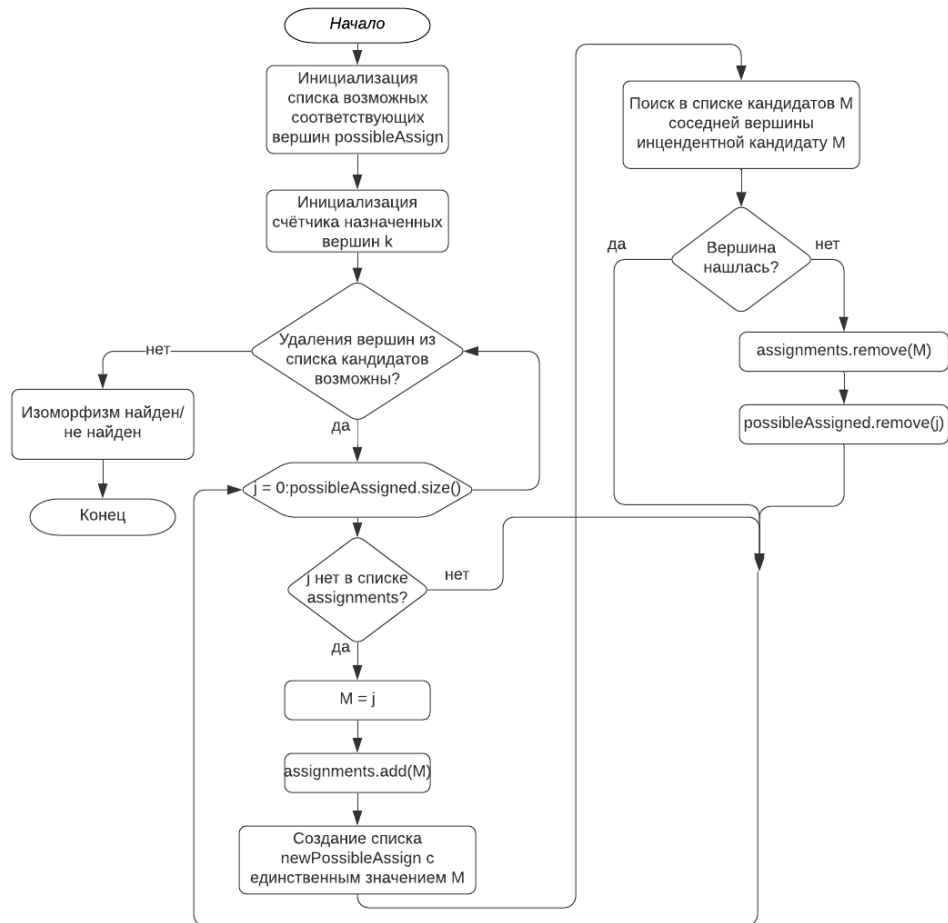 Начало
Инициализация
списка возможных
соответствующих
вершин possibleAssign
Инициализация
счётчика назначенных
вершин k
Удаления вершин из
списка кандидатов
возможны?
нет
Изоморфизм найден/
не найден
Конец
да
j = 0:possibleAssigned.size()
j нет в списке
assignments?
нет
да
M = j
assignments.add(M)
Создание списка
newPossibleAssign с
единственным значением M
Поиск в списке кандидатов M
соседней вершины
инцендентной кандидату M
да
Вершина
нашлась?
нет
assignments.remove(M)
possibleAssigned.remove(j)